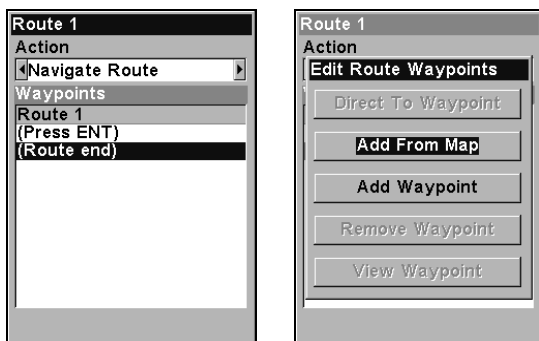 Route 1
Action
Navigate Route
Waypoints
Route 1
(Press ENT)
(Route end)
Route 1
Action
Edit Route Waypoints
Direct To Waypoint
Add From Map
Add Waypoint
Remove Waypoint
View Waypoint